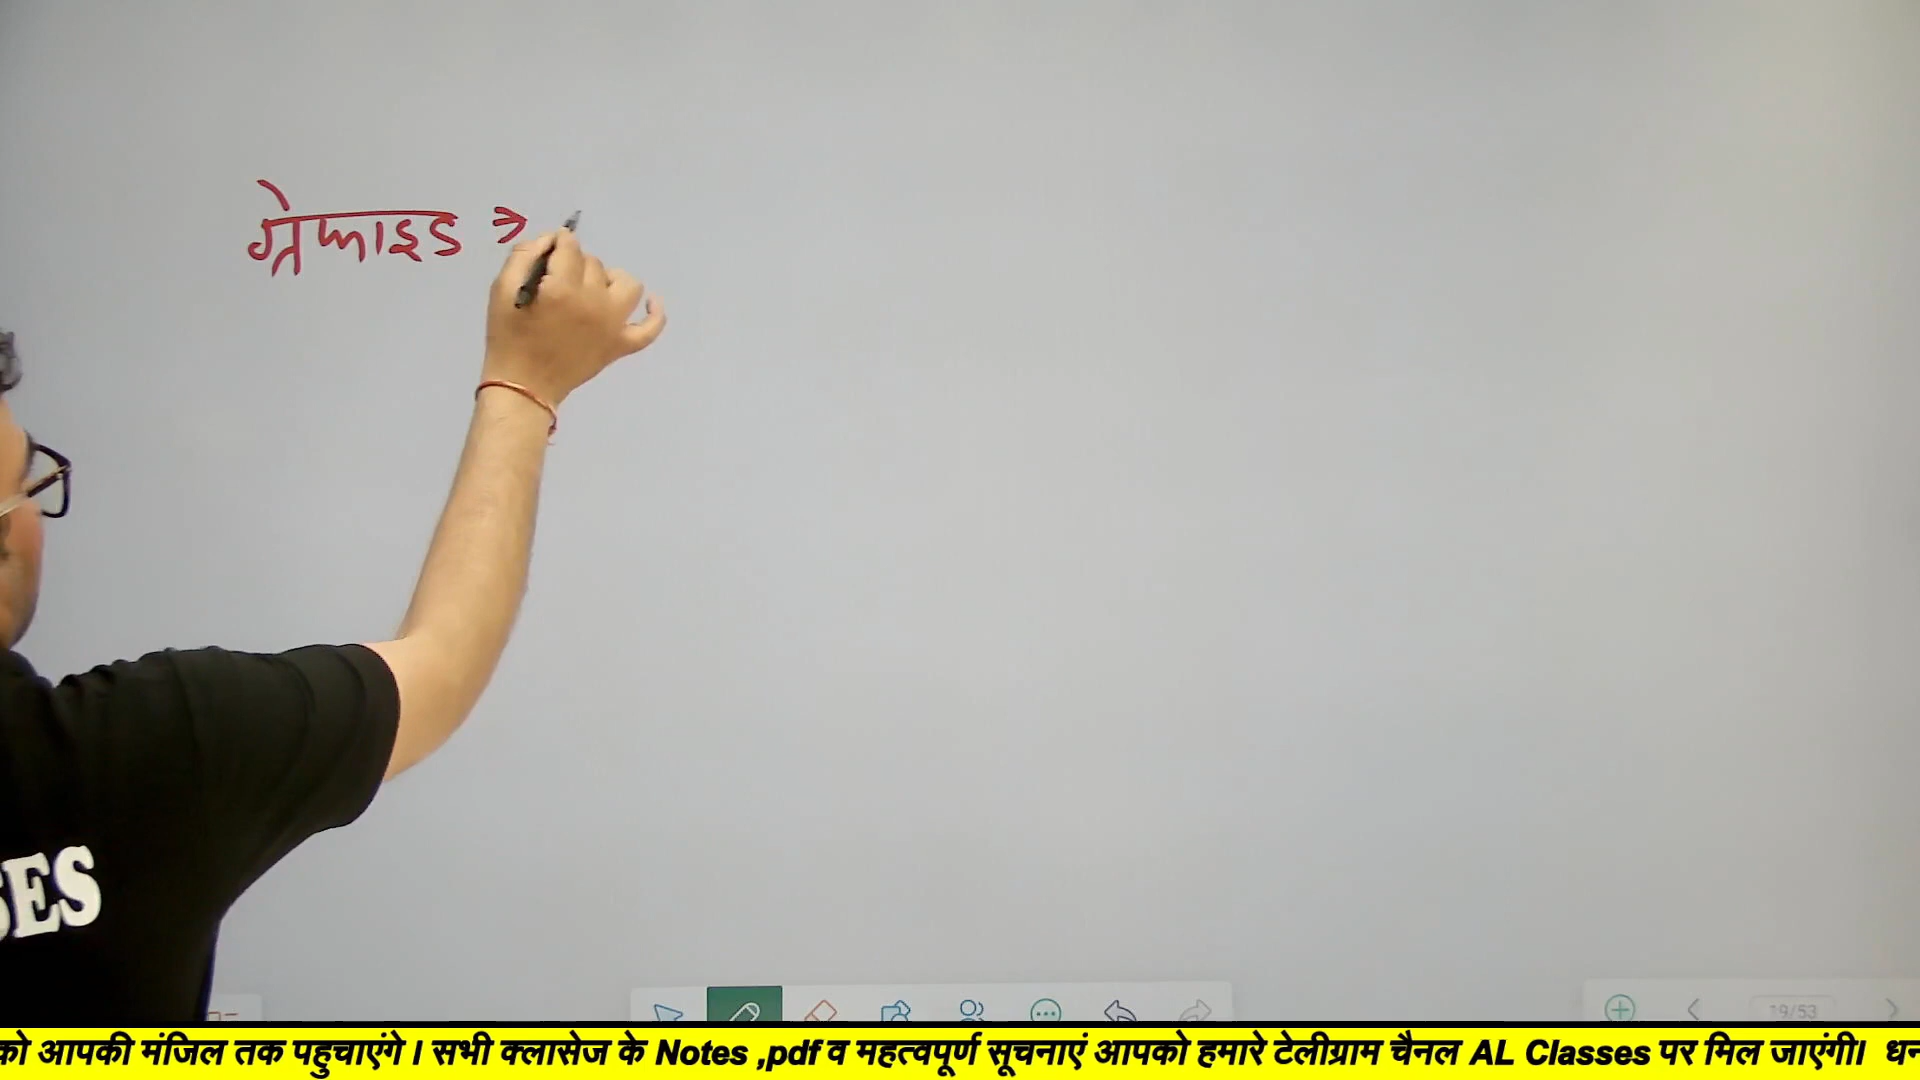 ग्रेफाइड ⇒
SES
19/53
को आपकी मंजिल तक पहुचाएंगे । सभी क्लासेज के Notes ,pdf व महत्वपूर्ण सूचनाएं आपको हमारे टेलीग्राम चैनल AL Classes पर मिल जाएंगी। धन